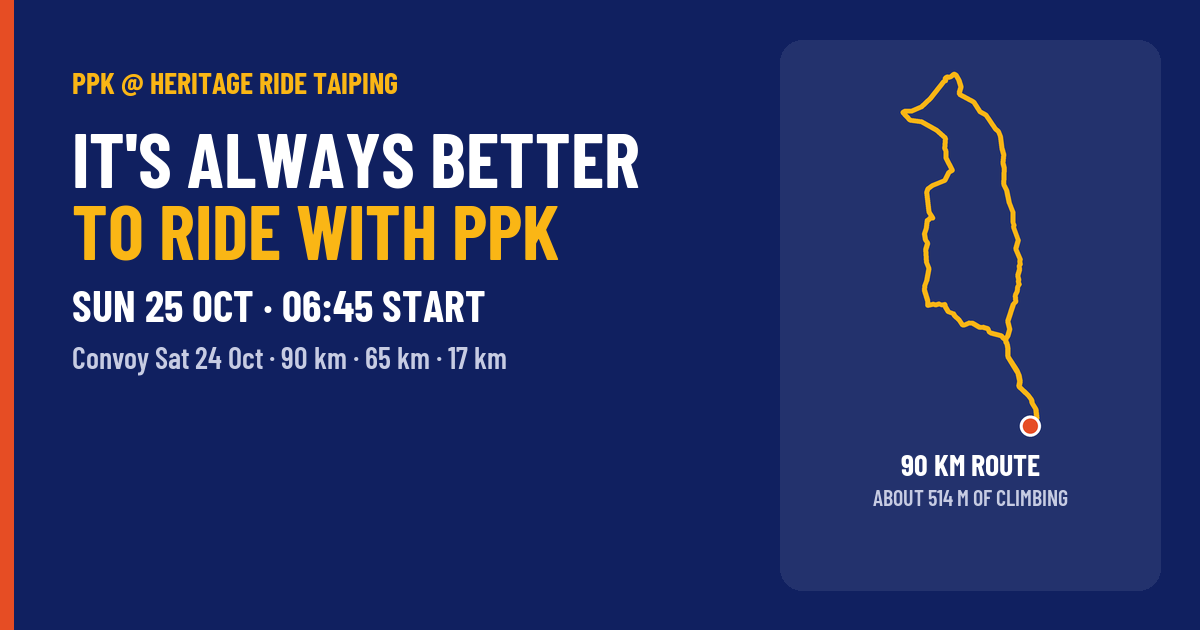 PPK @ HERITAGE RIDE TAIPING
IT'S ALWAYS BETTER
TO RIDE WITH PPK
SUN 25 OCT · 06:45 START
Convoy Sat 24 Oct · 90 km · 65 km · 17 km
90 KM ROUTE
ABOUT 514 M OF CLIMBING